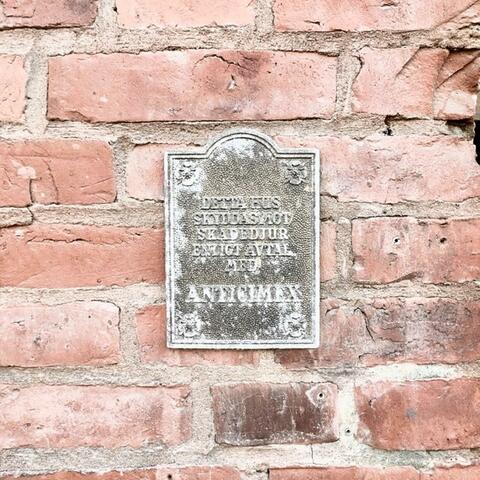 DETTA HUS
SKYDDAS MOT
SKADEDJUR
ENLIGT AVTAL
MED
ANTICIMEX